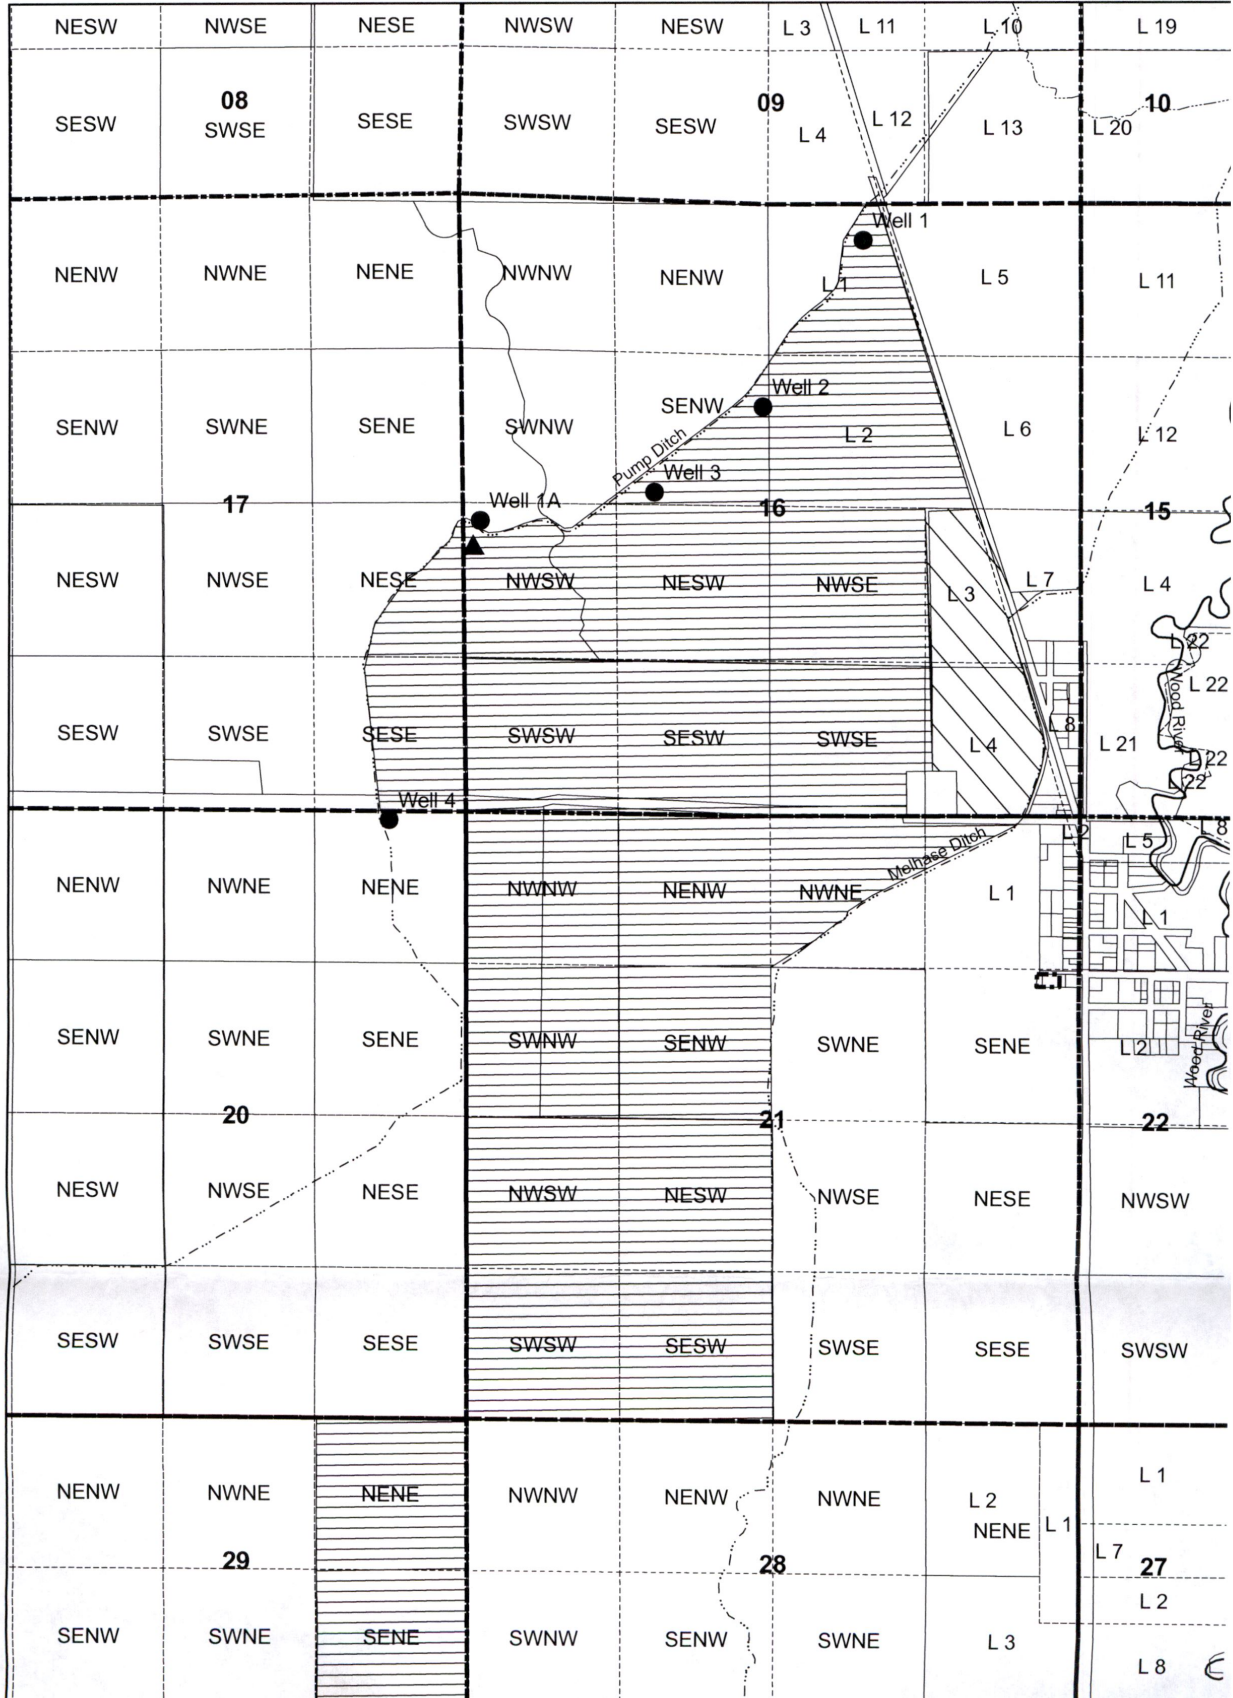 NESW NWSE NESE NWSW NESW L 3 L 11 L 10 L 19
08 09 10
SESW SWSE SESE SWSW SESW L 4 L 12 L 13 L 20
Well 1
NENW NWNE NENE NWNW NENW L 1 L 5 L 11
Well 2
SENW SWNE SENE SWNW SENW L 2 L 6 L 12
Pump Ditch
Well 3
Well 1A
17 16 15
NESW NWSE NESE NWSW NESW NWSE L 3 L 7 L 4
L 22
Wood River
L 22
SESW SWSE SESE SWSW SESW SWSE L 4 L 8 L 21
L 22
L 22
Well 4
L 2 L 5 L 8
Melhase Ditch
NENW NWNE NENE NWNW NENW NWNE L 1 L 1
SENW SWNE SENE SWNW SENW SWNE SENE L 2
Wood River
20 21 22
NESW NWSE NESE NWSW NESW NWSE NESE NWSW
SESW SWSE SESE SWSW SESW SWSE SESE SWSW
NENW NWNE NENE NWNW NENW NWNE L 2 L 1
NENE L 1
29 28 L 7 27
L 2
SENW SWNE SENE SWNW SENW SWNE L 3
L 8